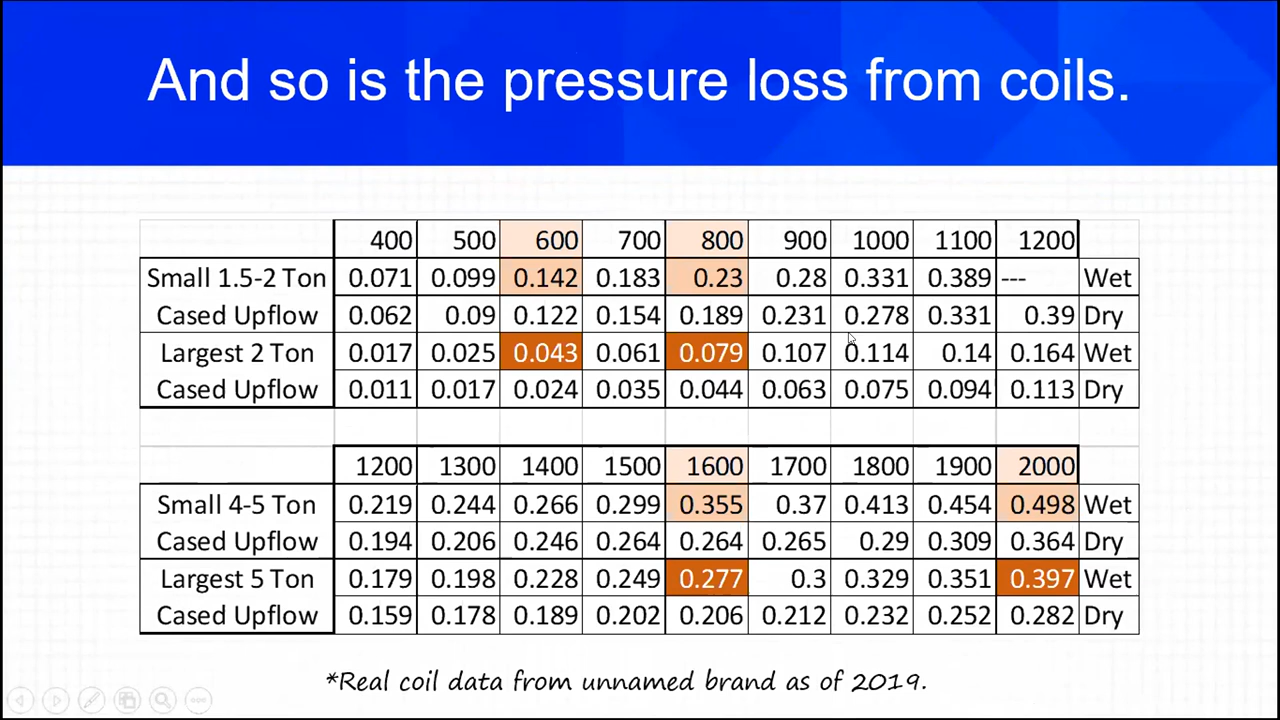 And so is the pressure loss from coils.
400 500 600 700 800 900 1000 1100 1200
Small 1.5-2 Ton 0.071 0.099 0.142 0.183 0.23 0.28 0.331 0.389 --- Wet
Cased Upflow 0.062 0.09 0.122 0.154 0.189 0.231 0.278 0.331 0.39 Dry
Largest 2 Ton 0.017 0.025 0.043 0.061 0.079 0.107 0.114 0.14 0.164 Wet
Cased Upflow 0.011 0.017 0.024 0.035 0.044 0.063 0.075 0.094 0.113 Dry
1200 1300 1400 1500 1600 1700 1800 1900 2000
Small 4-5 Ton 0.219 0.244 0.266 0.299 0.355 0.37 0.413 0.454 0.498 Wet
Cased Upflow 0.194 0.206 0.246 0.264 0.264 0.265 0.29 0.309 0.364 Dry
Largest 5 Ton 0.179 0.198 0.228 0.249 0.277 0.3 0.329 0.351 0.397 Wet
Cased Upflow 0.159 0.178 0.189 0.202 0.206 0.212 0.232 0.252 0.282 Dry
*Real coil data from unnamed brand as of 2019.